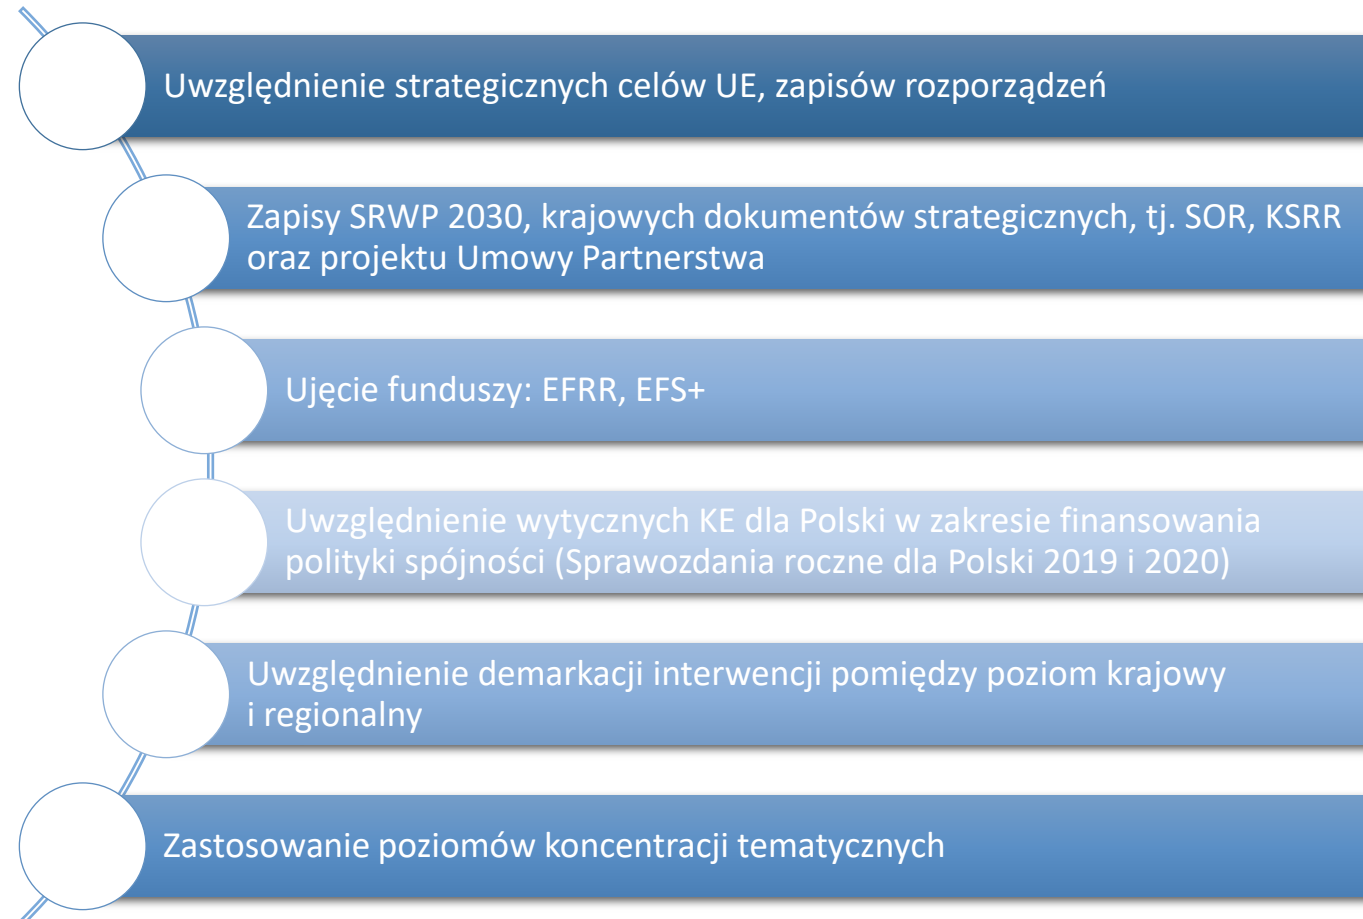 Uwzględnienie strategicznych celów UE, zapisów rozporządzeń
Zapisy SRWP 2030, krajowych dokumentów strategicznych, tj. SOR, KSRR
oraz projektu Umowy Partnerstwa
Ujęcie funduszy: EFRR, EFS+
Uwzględnienie wytycznych KE dla Polski w zakresie finansowania
polityki spójności (Sprawozdania roczne dla Polski 2019 i 2020)
Uwzględnienie demarkacji interwencji pomiędzy poziom krajowy
i regionalny
Zastosowanie poziomów koncentracji tematycznych